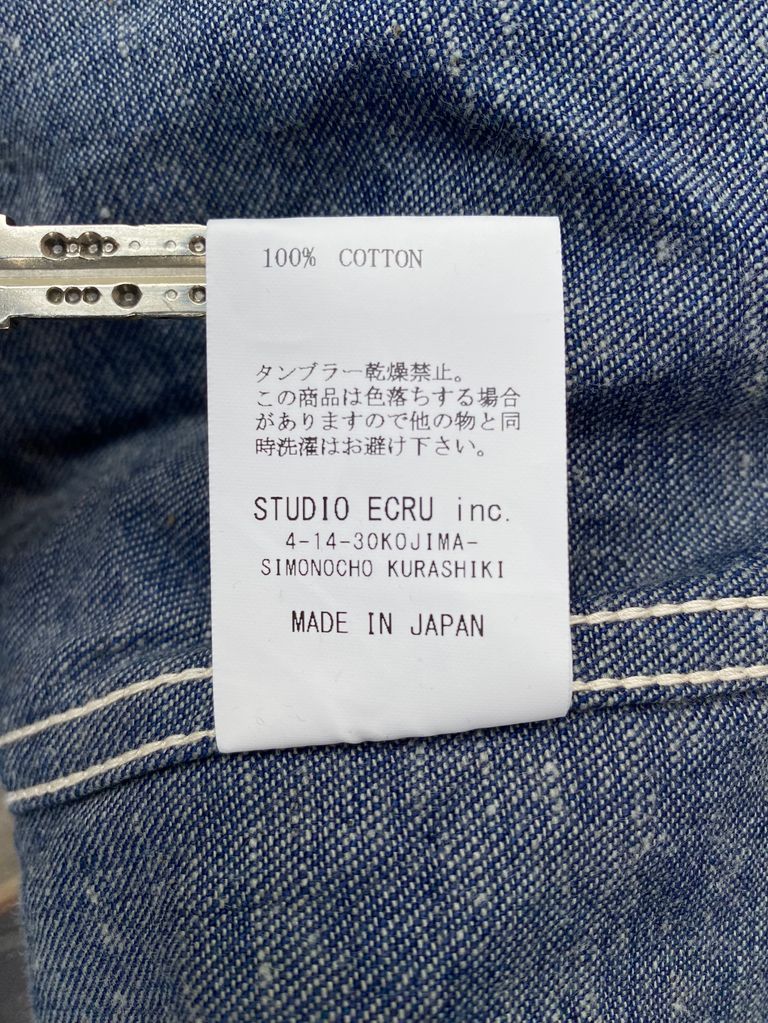 100% COTTON
タンブラー乾燥禁止。
この商品は色落ちする場合
がありますので他の物と同
時洗濯はお避け下さい。
STUDIO ECRU inc.
4-14-30KOJIMA-
SIMONOCHO KURASHIKI
MADE IN JAPAN